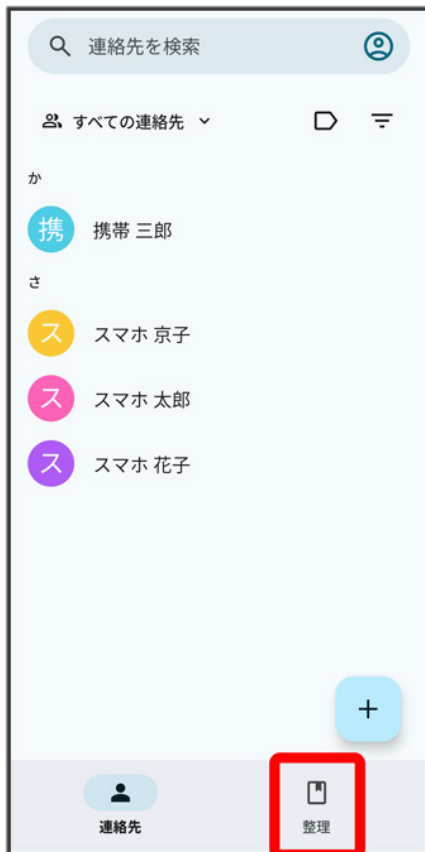 連絡先を検索
すべての連絡先
か
携 携帯 三郎
さ
ス スマホ 京子
ス スマホ 太郎
ス スマホ 花子
連絡先 整理